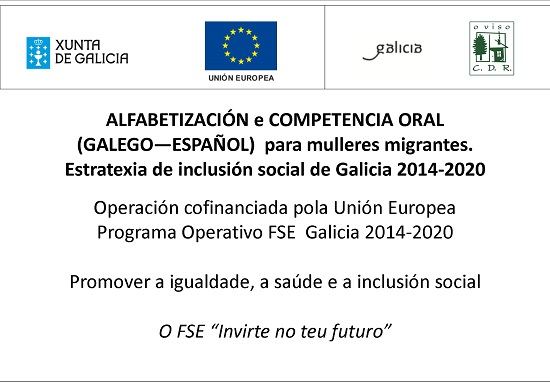 XUNTA
DE GALICIA
UNIÓN EUROPEA
galicia
o viso
C. D. R.
ALFABETIZACIÓN e COMPETENCIA ORAL
(GALEGO—ESPAÑOL) para mulleres migrantes.
Estratexia de inclusión social de Galicia 2014-2020
Operación cofinanciada pola Unión Europea
Programa Operativo FSE Galicia 2014-2020
Promover a igualdade, a saúde e a inclusión social
O FSE “Invirte no teu futuro”